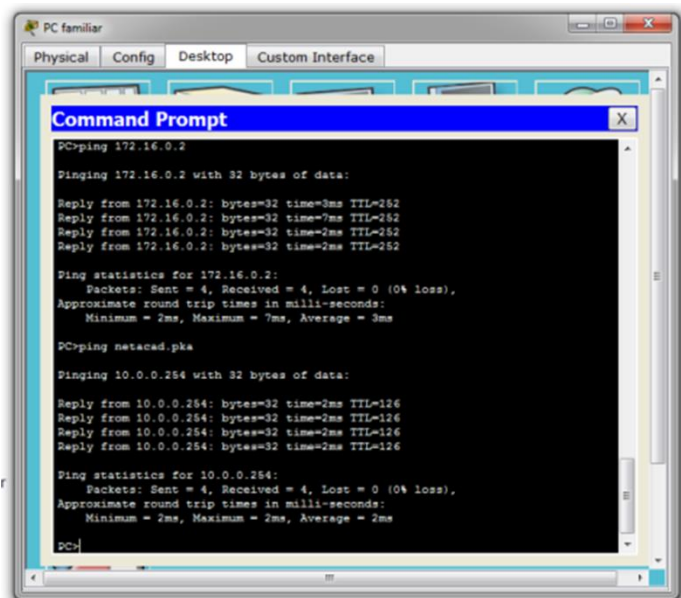 PC familiar
Physical Config Desktop Custom Interface
Command Prompt
X
PC>ping 172.16.0.2
Pinging 172.16.0.2 with 32 bytes of data:
Reply from 172.16.0.2: bytes=32 time=3ms TTL=252
Reply from 172.16.0.2: bytes=32 time=7ms TTL=252
Reply from 172.16.0.2: bytes=32 time=2ms TTL=252
Reply from 172.16.0.2: bytes=32 time=2ms TTL=252
Ping statistics for 172.16.0.2:
Packets: Sent = 4, Received = 4, Lost = 0 (0% loss),
Approximate round trip times in milli-seconds:
Minimum = 2ms, Maximum = 7ms, Average = 3ms
PC>ping netacad.pka
Pinging 10.0.0.254 with 32 bytes of data:
Reply from 10.0.0.254: bytes=32 time=2ms TTL=126
Reply from 10.0.0.254: bytes=32 time=2ms TTL=126
Reply from 10.0.0.254: bytes=32 time=2ms TTL=126
Reply from 10.0.0.254: bytes=32 time=2ms TTL=126
Ping statistics for 10.0.0.254:
Packets: Sent = 4, Received = 4, Lost = 0 (0% loss),
Approximate round trip times in milli-seconds:
Minimum = 2ms, Maximum = 2ms, Average = 2ms
PC>